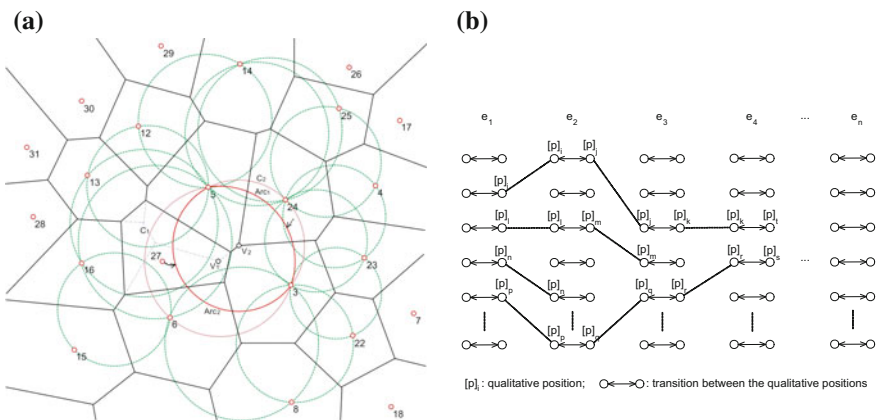 (a)
(b)
29
14
26
30
25
17
12
31
13
C₂
Arc₁
5
4
24
28
C₁
V₂
27
V₁
23
16
3
Arc₂
6
7
22
15
8
18
e₁ e₂ e₃ e₄ ... eₙ
[p]ᵢ [p]ⱼ
[p]ᵢ
[p]ₗ [p]ₗ [p]ₘ [p]ⱼ [p]ₖ [p]ₖ [p]ₜ
[p]ₙ [p]ₘ [p]ᵣ [p]ₛ ...
[p]ₚ [p]ₙ [p]q [p]ᵣ
[p]ₚ [p]q
[p]ᵢ : qualitative position; : transition between the qualitative positions